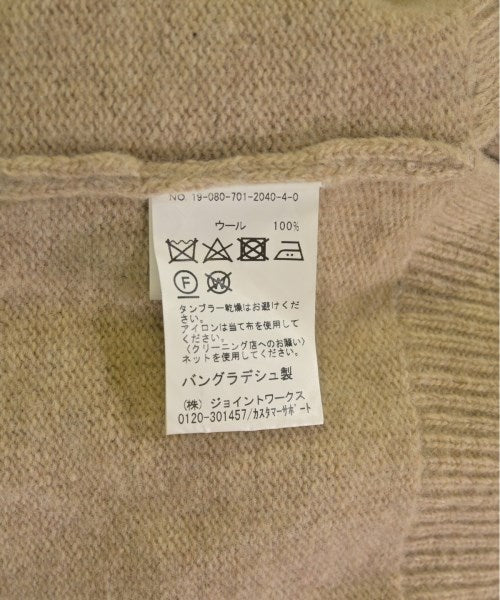 NO. 19-080-701-2040-4-0
ウール 100%
F W
タンブラー乾燥はお避けくだ
さい。
アイロンは当て布を使用して
ください。
〈クリーニング店へのお願い〉
ネットを使用してください。
バングラデシュ製
(株) ジョイントワークス
0120-301457/カスタマーサポート